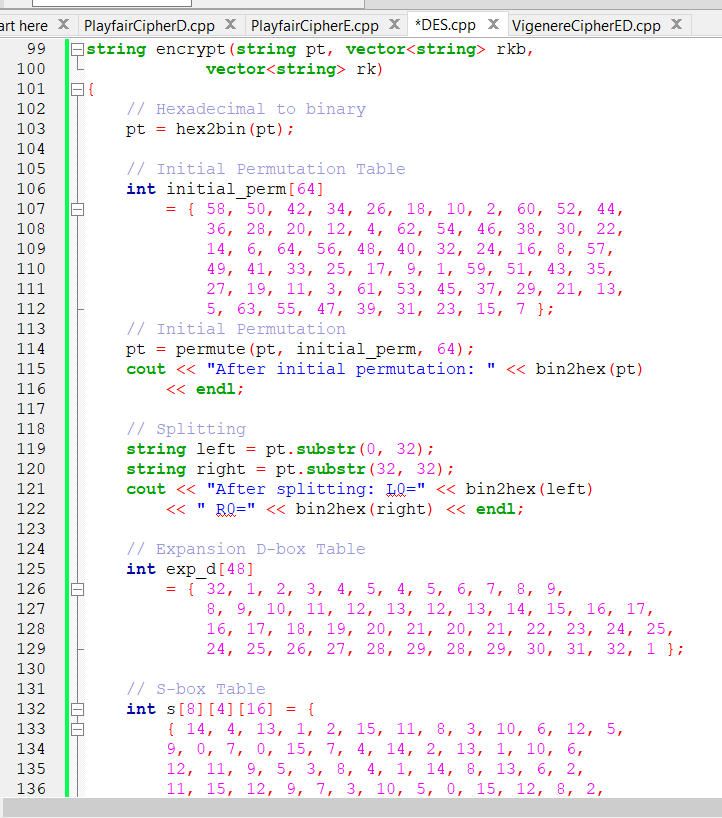 art here PlayfairCipherD.cpp PlayfairCipherE.cpp *DES.cpp VigenereCipherED.cpp
99 string encrypt(string pt, vector<string> rkb,
100 vector<string> rk)
101 {
102 // Hexadecimal to binary
103 pt = hex2bin(pt);
104
105 // Initial Permutation Table
106 int initial_perm[64]
107 = { 58, 50, 42, 34, 26, 18, 10, 2, 60, 52, 44,
108 36, 28, 20, 12, 4, 62, 54, 46, 38, 30, 22,
109 14, 6, 64, 56, 48, 40, 32, 24, 16, 8, 57,
110 49, 41, 33, 25, 17, 9, 1, 59, 51, 43, 35,
111 27, 19, 11, 3, 61, 53, 45, 37, 29, 21, 13,
112 5, 63, 55, 47, 39, 31, 23, 15, 7 };
113 // Initial Permutation
114 pt = permute(pt, initial_perm, 64);
115 cout << "After initial permutation: " << bin2hex(pt)
116 << endl;
117
118 // Splitting
119 string left = pt.substr(0, 32);
120 string right = pt.substr(32, 32);
121 cout << "After splitting: L0=" << bin2hex(left)
122 << " R0=" << bin2hex(right) << endl;
123
124 // Expansion D-box Table
125 int exp_d[48]
126 = { 32, 1, 2, 3, 4, 5, 4, 5, 6, 7, 8, 9,
127 8, 9, 10, 11, 12, 13, 12, 13, 14, 15, 16, 17,
128 16, 17, 18, 19, 20, 21, 20, 21, 22, 23, 24, 25,
129 24, 25, 26, 27, 28, 29, 28, 29, 30, 31, 32, 1 };
130
131 // S-box Table
132 int s[8][4][16] = {
133 { 14, 4, 13, 1, 2, 15, 11, 8, 3, 10, 6, 12, 5,
134 9, 0, 7, 0, 15, 7, 4, 14, 2, 13, 1, 10, 6,
135 12, 11, 9, 5, 3, 8, 4, 1, 14, 8, 13, 6, 2,
136 11, 15, 12, 9, 7, 3, 10, 5, 0, 15, 12, 8, 2,